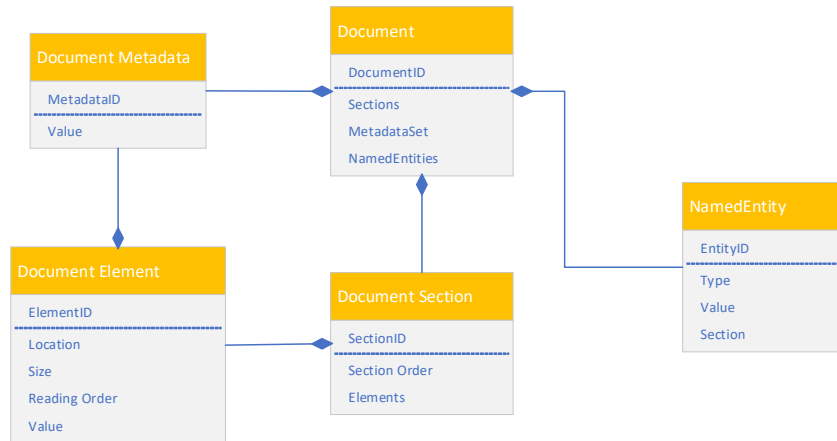 Document Metadata
MetadataID
Value
Document
DocumentID
Sections
MetadataSet
NamedEntities
NamedEntity
EntityID
Type
Value
Section
Document Element
ElementID
Location
Size
Reading Order
Value
Document Section
SectionID
Section Order
Elements